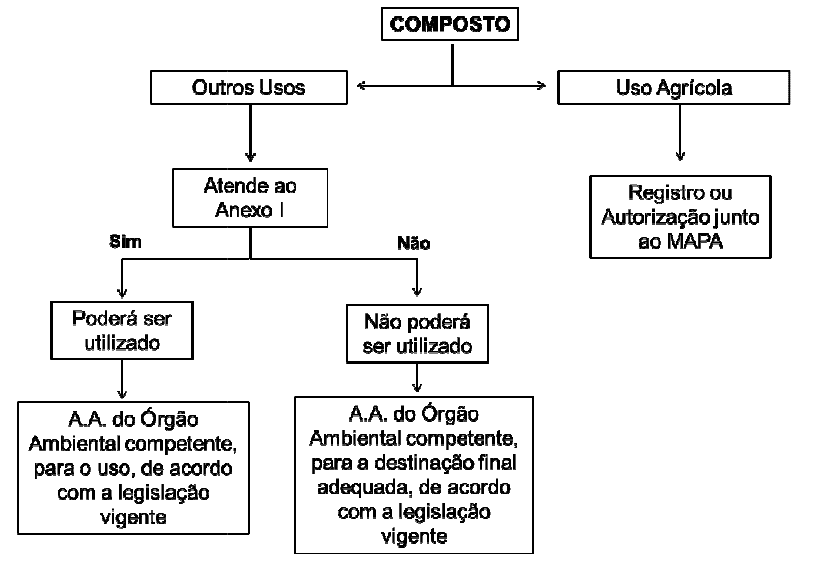 COMPOSTO
Outros Usos
Uso Agrícola
Atende ao
Anexo I
Registro ou
Autorização junto
ao MAPA
Sim
Não
Poderá ser
utilizado
Não poderá
ser utilizado
A.A. do Órgão
Ambiental competente,
para o uso, de acordo
com a legislação
vigente
A.A. do Órgão
Ambiental competente,
para a destinação final
adequada, de acordo
com a legislação
vigente